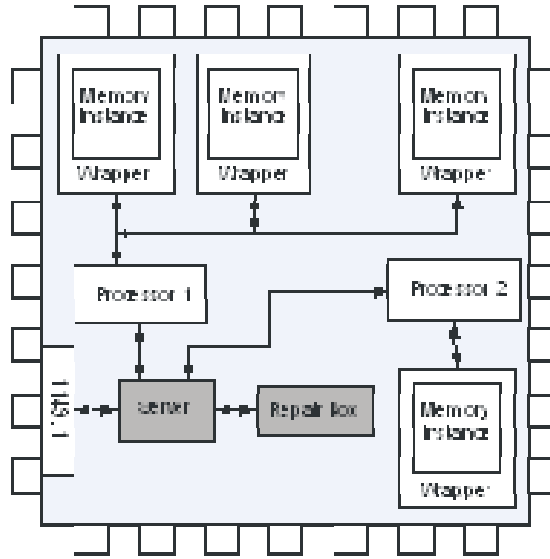 Memory
Instance
Wrapper
Memory
Instance
Wrapper
Memory
Instance
Wrapper
Processor 1
Processor 2
1149.1
Server
Repair Box
Memory
Instance
Wrapper